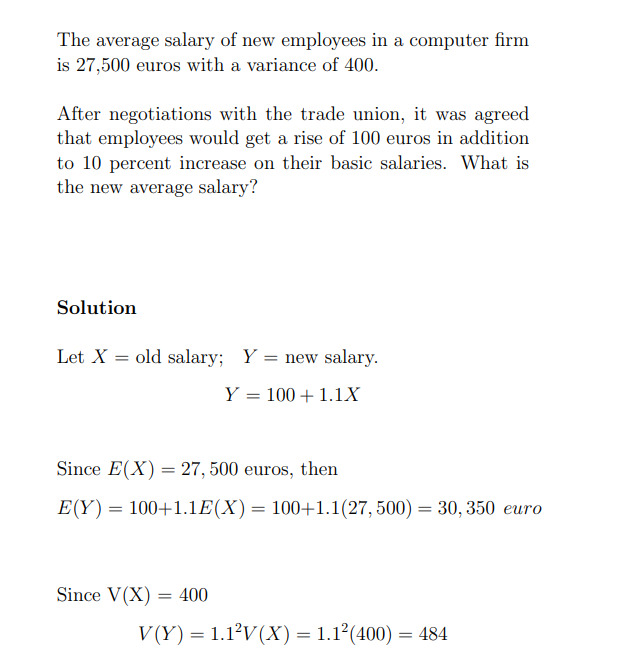 The average salary of new employees in a computer firm
is 27,500 euros with a variance of 400.
After negotiations with the trade union, it was agreed
that employees would get a rise of 100 euros in addition
to 10 percent increase on their basic salaries. What is
the new average salary?
Solution
Let X = old salary; Y = new salary.
Y = 100 + 1.1X
Since E(X) = 27, 500 euros, then
E(Y) = 100+1.1E(X) = 100+1.1(27, 500) = 30, 350 euro
Since V(X) = 400
V(Y) = 1.1²V(X) = 1.1²(400) = 484